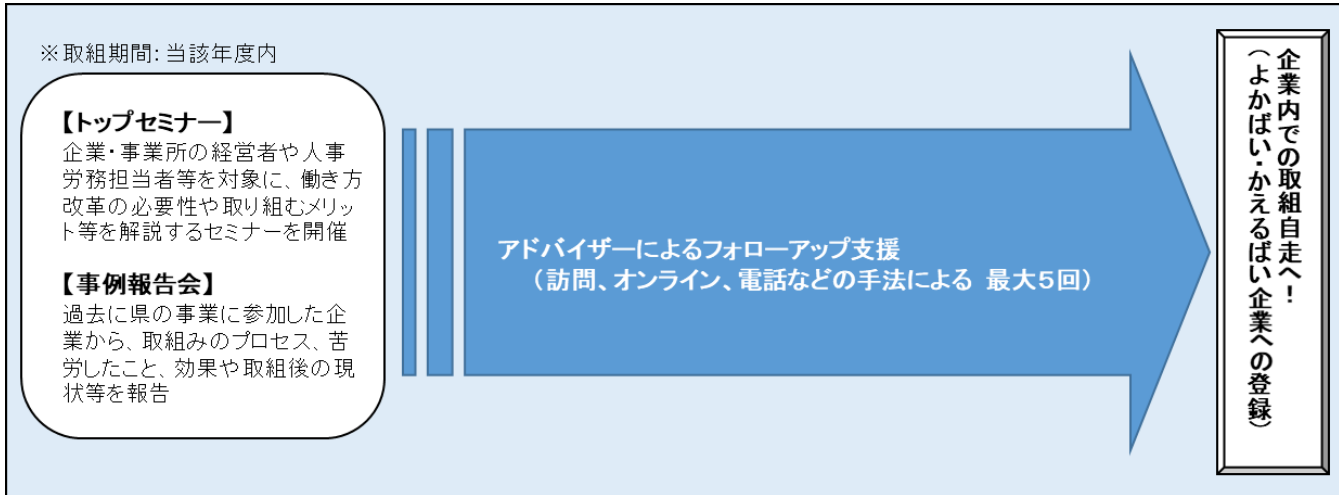 ※取組期間：当該年度内
【トップセミナー】
企業・事業所の経営者や人事
労務担当者等を対象に、働き方
改革の必要性や取り組むメリッ
ト等を解説するセミナーを開催
【事例報告会】
過去に県の事業に参加した企
業から、取組みのプロセス、苦
労したこと、効果や取組後の現
状等を報告
アドバイザーによるフォローアップ支援
（訪問、オンライン、電話などの手法による 最大５回）
企業内での取組自走へ！
（よかばい・かえるばい企業への登録）